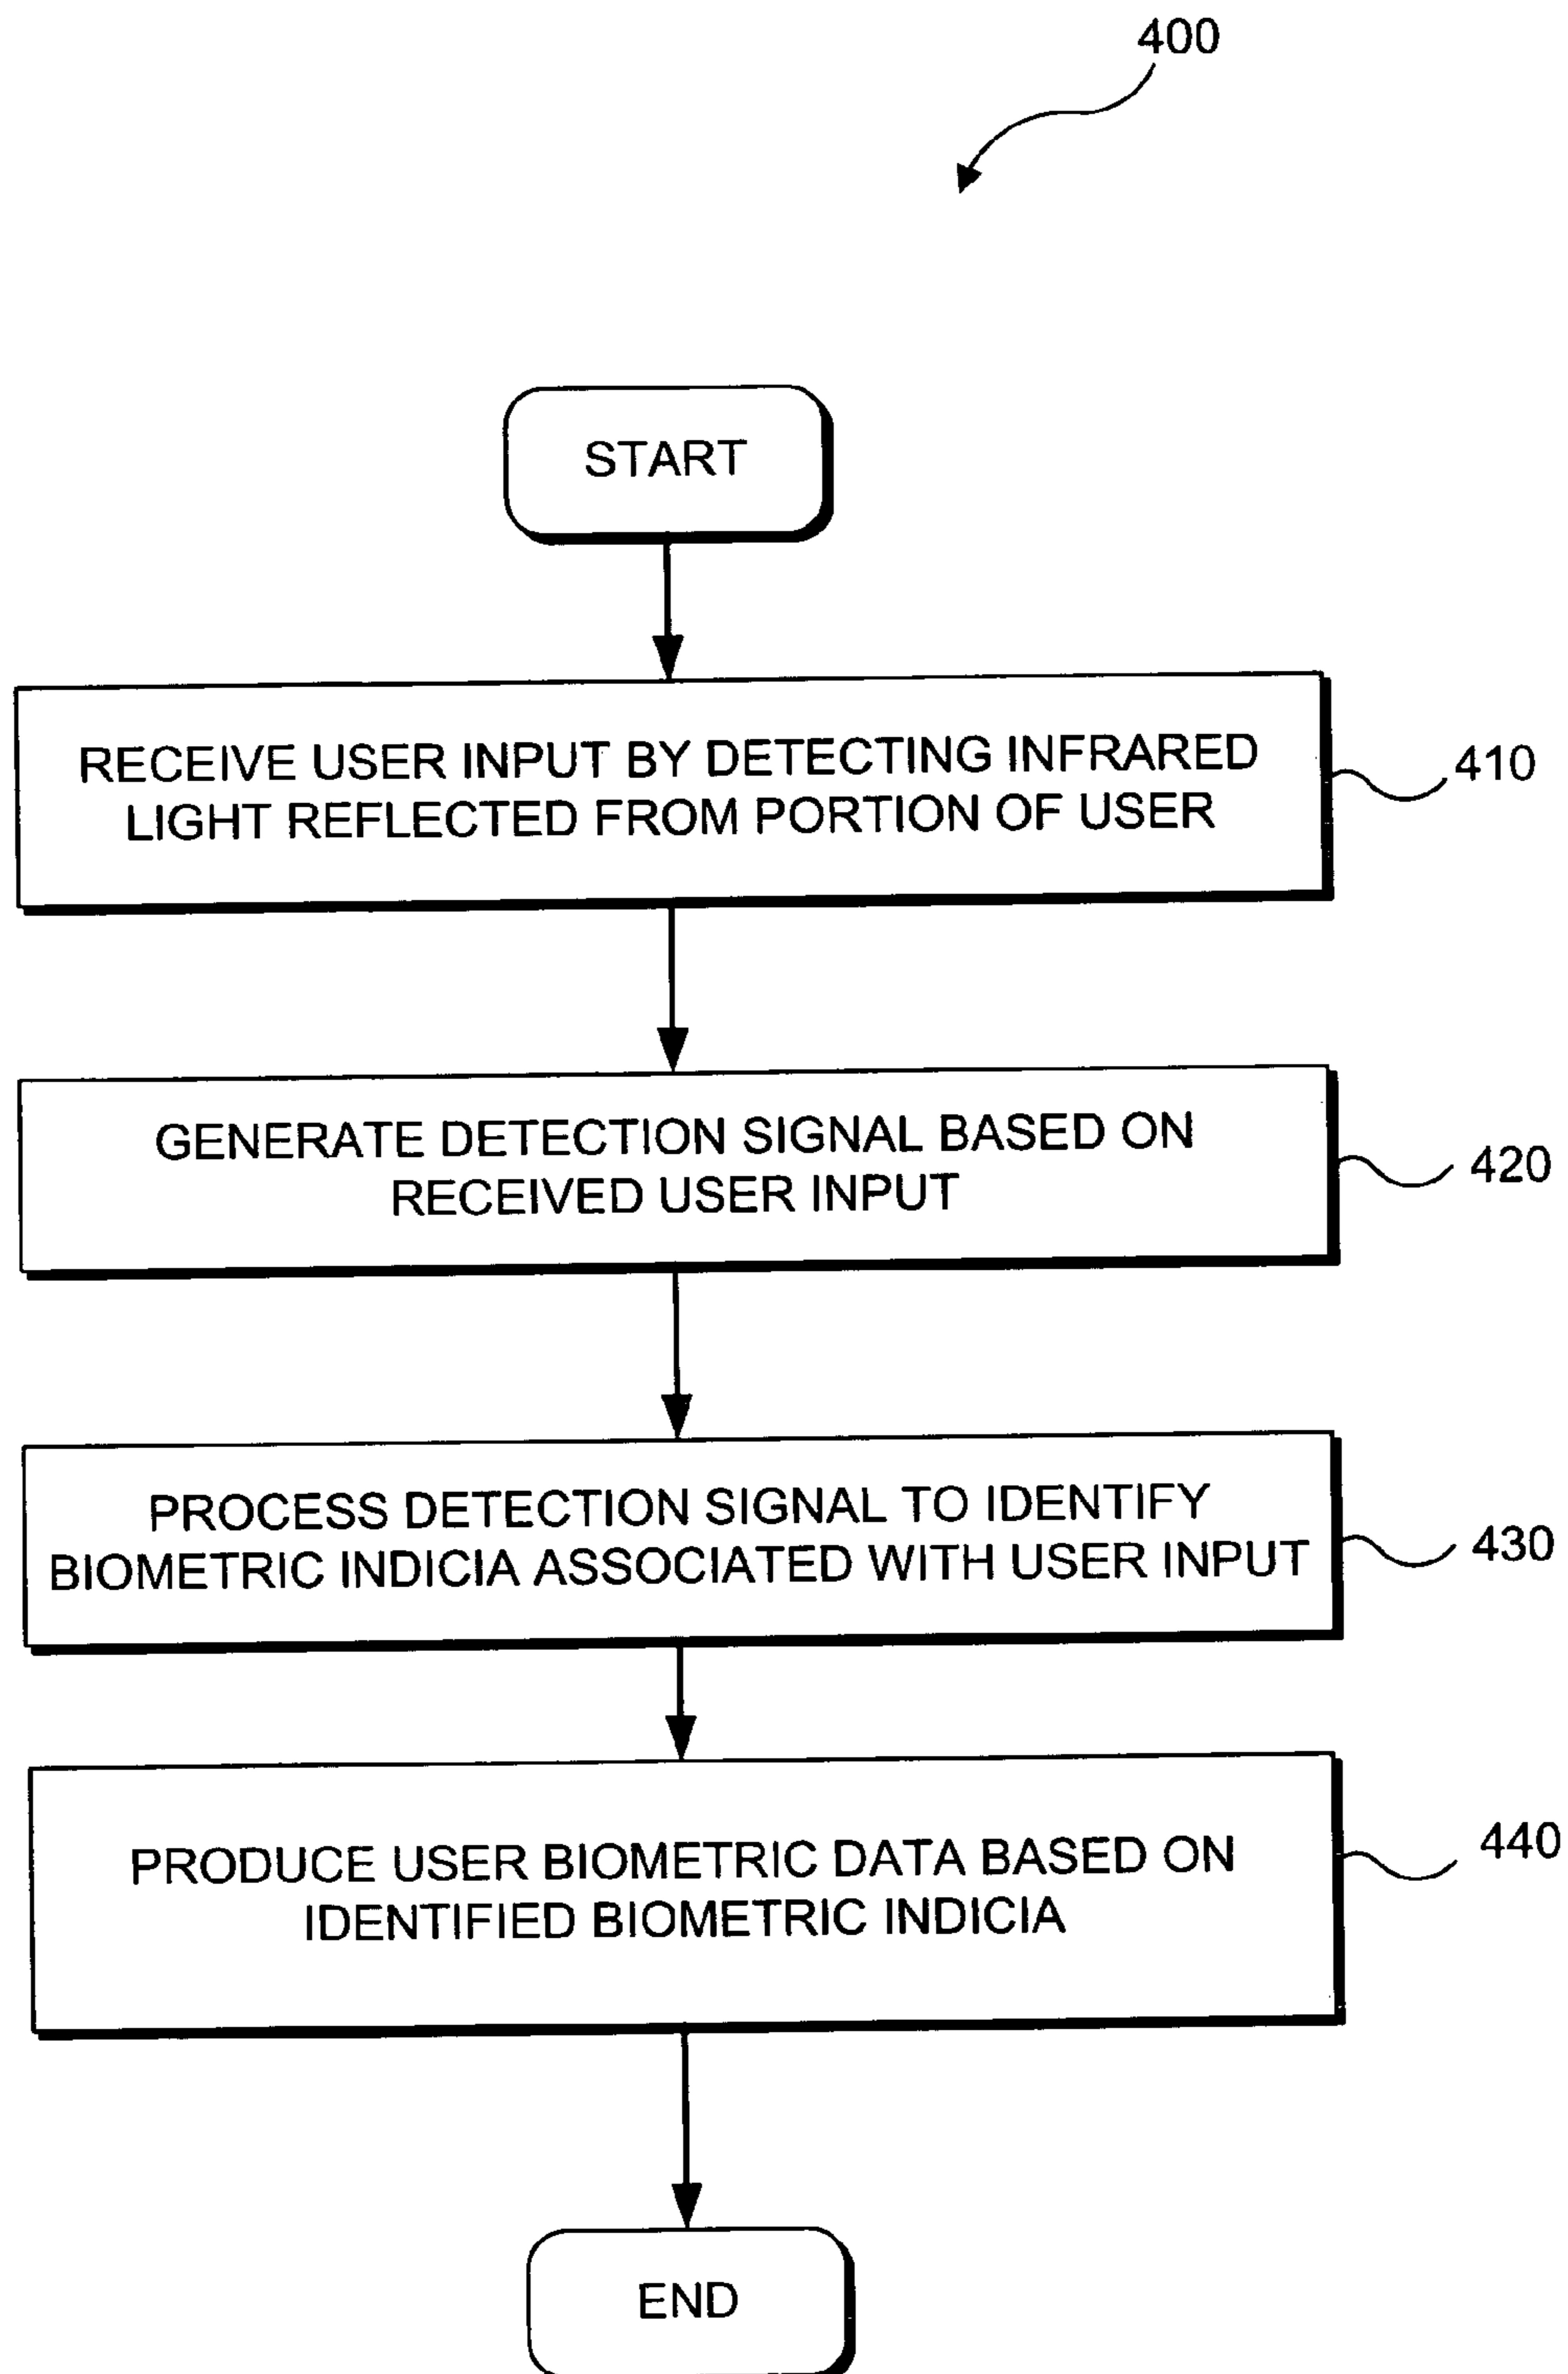 400
START
RECEIVE USER INPUT BY DETECTING INFRARED
LIGHT REFLECTED FROM PORTION OF USER
410
GENERATE DETECTION SIGNAL BASED ON
RECEIVED USER INPUT
420
PROCESS DETECTION SIGNAL TO IDENTIFY
BIOMETRIC INDICIA ASSOCIATED WITH USER INPUT
430
PRODUCE USER BIOMETRIC DATA BASED ON
IDENTIFIED BIOMETRIC INDICIA
440
END